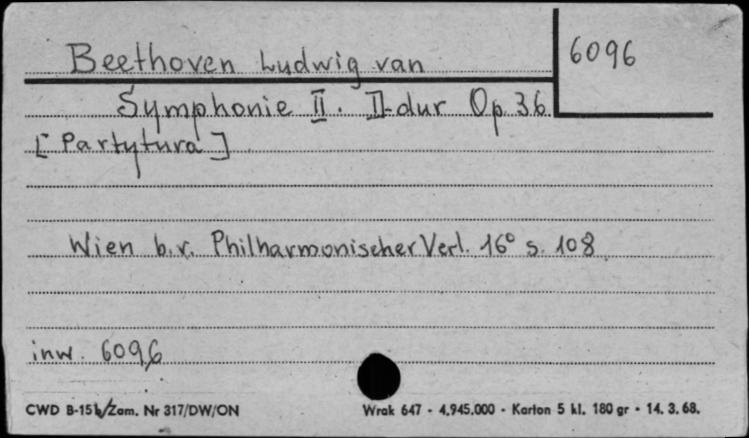 Beethoven Ludwig van
6096
Symphonie II. D-dur Op. 36
[Partytura]
Wien b.r. Philharmonischer Verl. 16° s. 108
inw. 6096
CWD B-151/Zam. Nr 317/DW/ON
Wrak 647 - 4.945.000 - Karton 5 kl. 180 gr - 14. 3. 68.